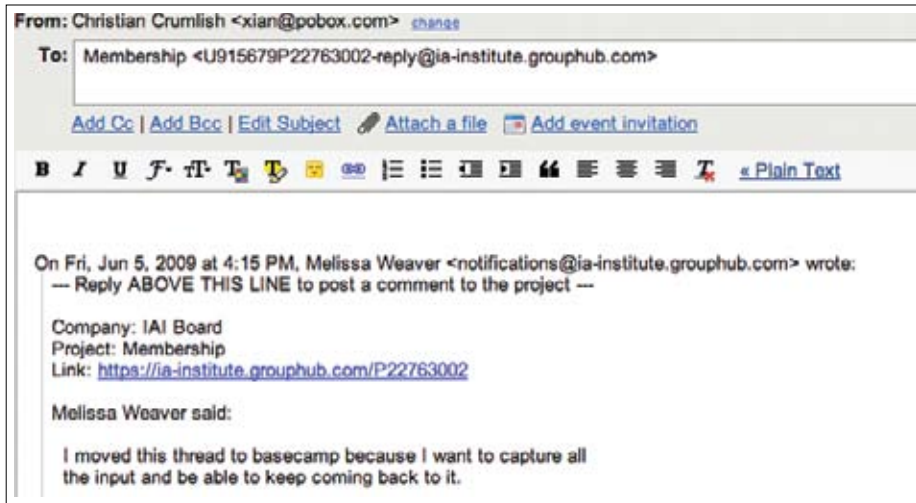 From: Christian Crumlish <xian@pobox.com> change
To: Membership <U915679P22763002-reply@ia-institute.grouphub.com>
Add Cc | Add Bcc | Edit Subject Attach a file Add event invitation
B I U « Plain Text
On Fri, Jun 5, 2009 at 4:15 PM, Melissa Weaver <notifications@ia-institute.grouphub.com> wrote:
--- Reply ABOVE THIS LINE to post a comment to the project ---
Company: IAI Board
Project: Membership
Link: https://ia-institute.grouphub.com/P22763002
Melissa Weaver said:
I moved this thread to basecamp because I want to capture all
the input and be able to keep coming back to it.